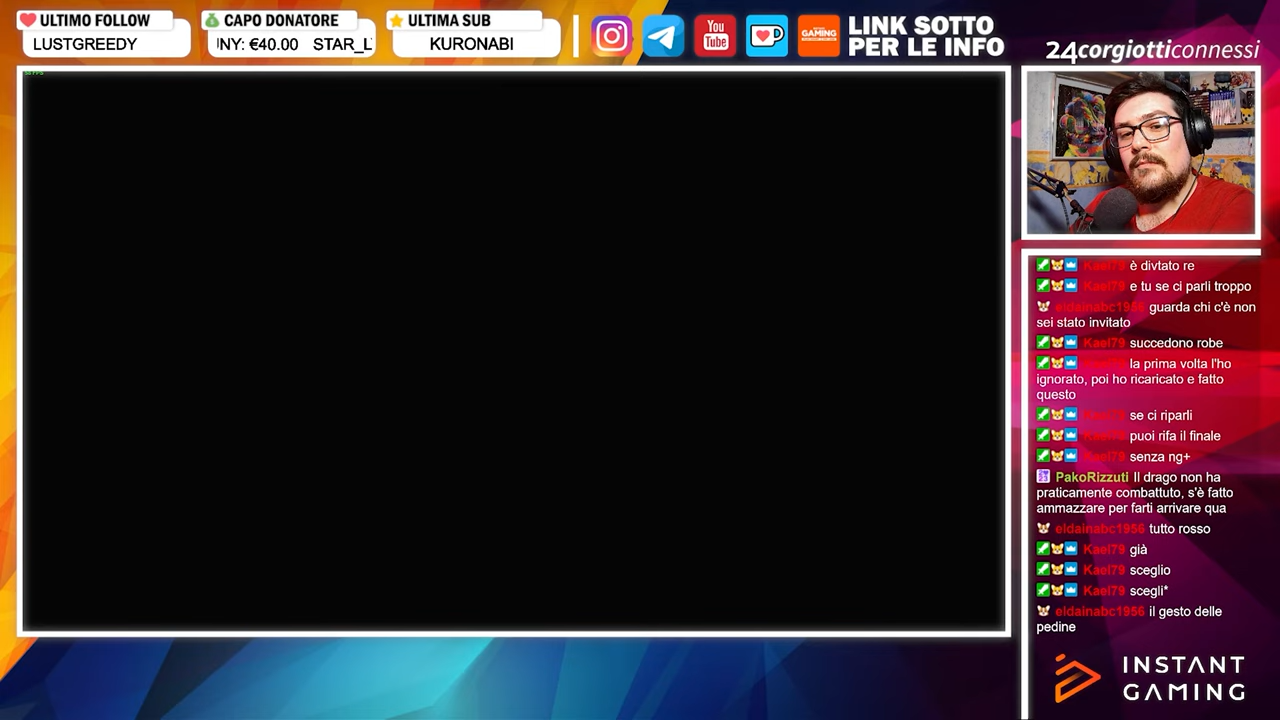 ULTIMO FOLLOW
LUSTGREEDY
CAPO DONATORE
NY: €40.00 STAR_L
ULTIMA SUB
KURONABI
You
Tube
GAMING
LINK SOTTO
PER LE INFO
24corgiotticonnessi
Kael79 è divtato re
Kael79 e tu se ci parli troppo
eldainabc1956 guarda chi c'è non
sei stato invitato
Kael79 succedono robe
Kael79 la prima volta l'ho
ignorato, poi ho ricaricato e fatto
questo
Kael79 se ci riparli
Kael79 puoi rifa il finale
Kael79 senza ng+
PakoRizzuti Il drago non ha
praticamente combattuto, s'è fatto
ammazzare per farti arrivare qua
eldainabc1956 tutto rosso
Kael79 già
Kael79 sceglio
Kael79 scegli*
eldainabc1956 il gesto delle
pedine
INSTANT
GAMING